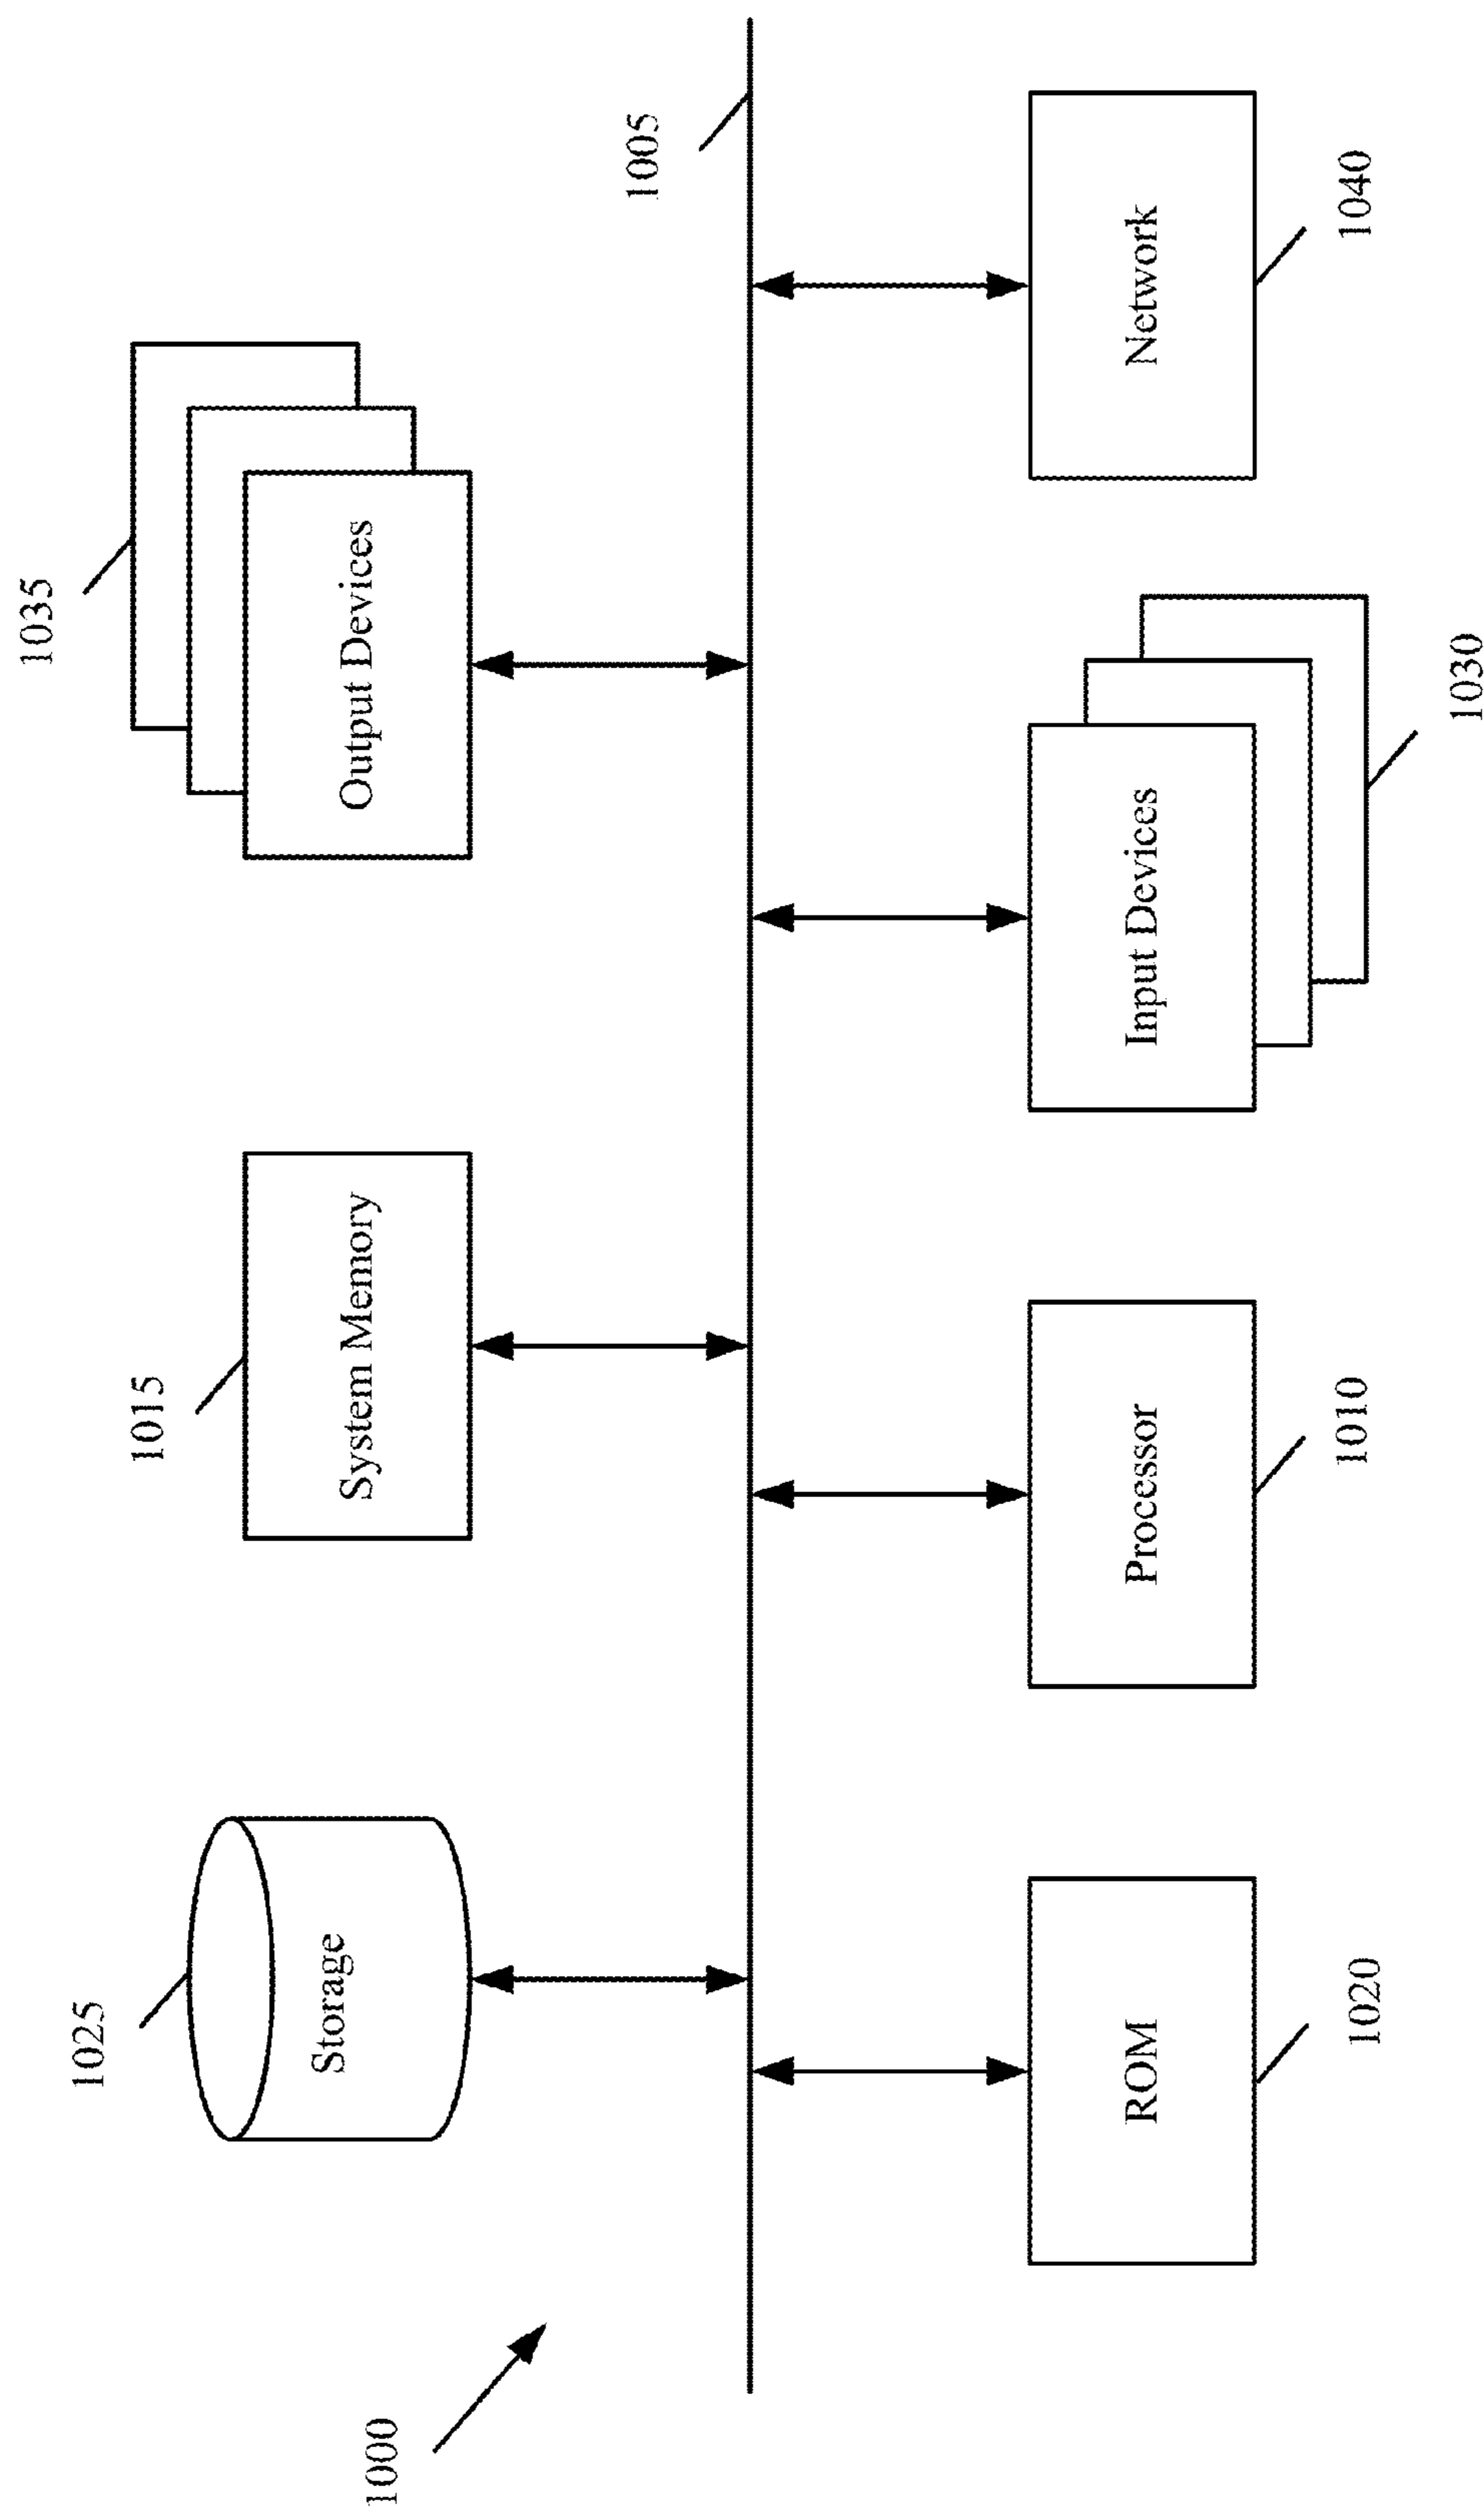 1025
Storage
1015
System Memory
1035
Output Devices
1000
1005
ROM
1020
Processor
1010
Input Devices
1030
Network
1040